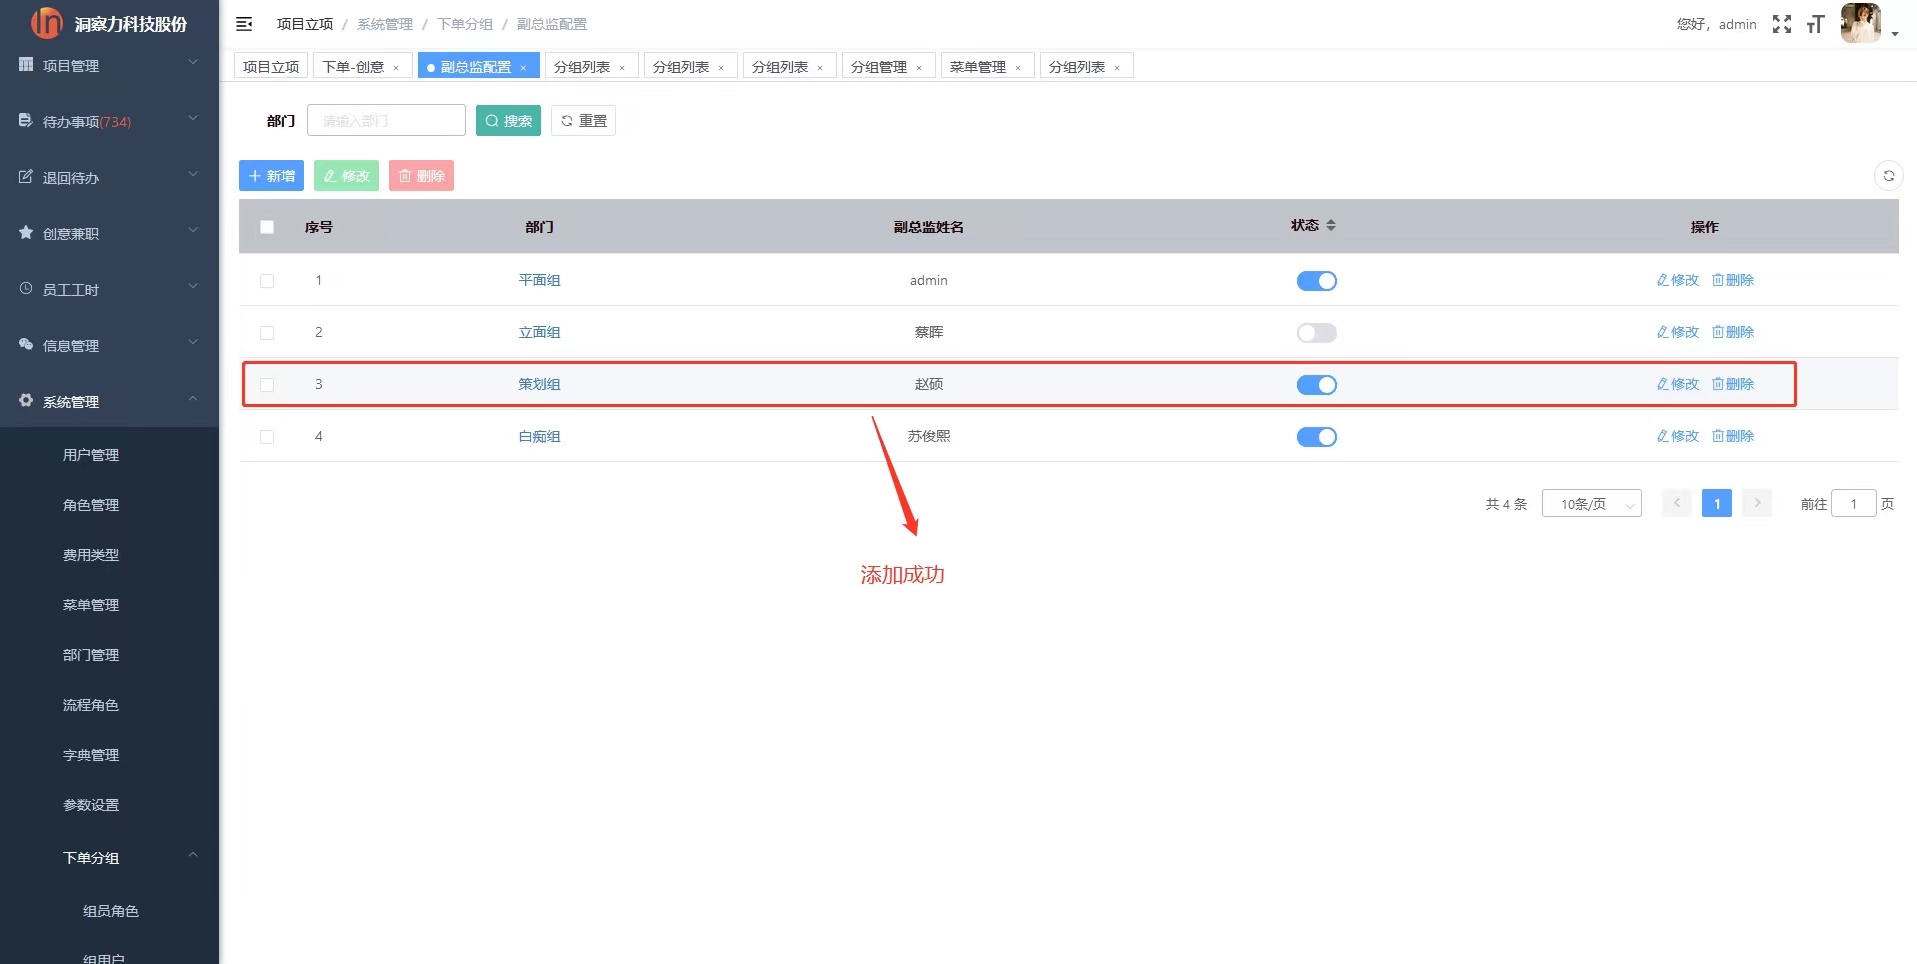 洞察力科技股份
项目立项 / 系统管理 / 下单分组 / 副总监配置
您好，admin
项目管理
待办事项(734)
退回待办
创意兼职
员工工时
信息管理
系统管理
用户管理
角色管理
费用类型
菜单管理
部门管理
流程角色
字典管理
参数设置
下单分组
组员角色
组用户
项目立项 下单-创意 × 副总监配置 × 分组列表 × 分组列表 × 分组列表 × 分组管理 × 菜单管理 × 分组列表 ×
部门 请输入部门 搜索 重置
新增 修改 删除
序号 部门 副总监姓名 状态 操作
1 平面组 admin 修改 删除
2 立面组 蔡晖 修改 删除
3 策划组 赵硕 修改 删除
4 白痴组 苏俊熙 修改 删除
共 4 条 10条/页 1 前往 1 页
添加成功